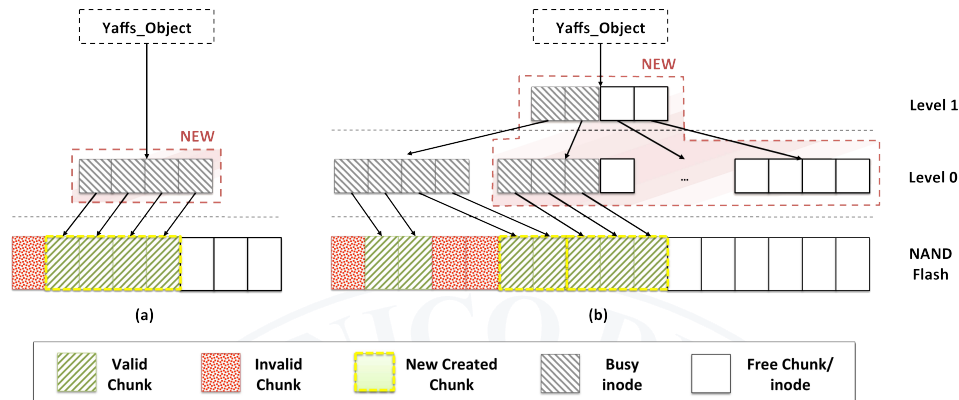 Yaffs_Object
Yaffs_Object
NEW
NEW
Level 1
Level 0
...
NAND
Flash
(a)
(b)
Valid
Chunk
Invalid
Chunk
New Created
Chunk
Busy
inode
Free Chunk/
inode